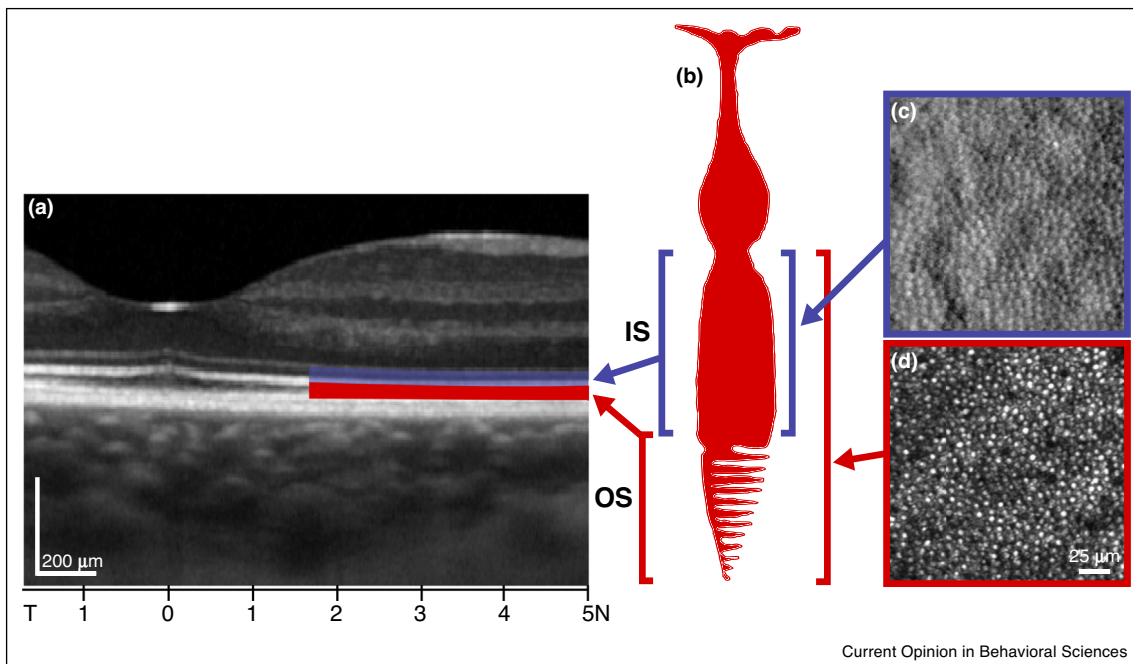 (a)
200 µm
T 1 0 1 2 3 4 5N
IS
OS
(b)
(c)
(d)
25 µm
Current Opinion in Behavioral Sciences